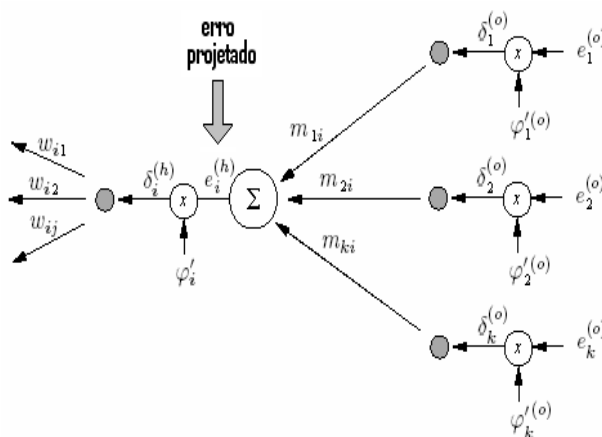 erro
projetado
δ_1^{(o)}
e_1^{(o)}
x
φ'_1^{(o)}
m_{1i}
w_{i1}
w_{i2}
w_{ij}
δ_i^{(h)}
e_i^{(h)}
x
Σ
φ'_i
m_{2i}
δ_2^{(o)}
e_2^{(o)}
x
φ'_2^{(o)}
m_{ki}
δ_k^{(o)}
e_k^{(o)}
x
φ'_k^{(o)}